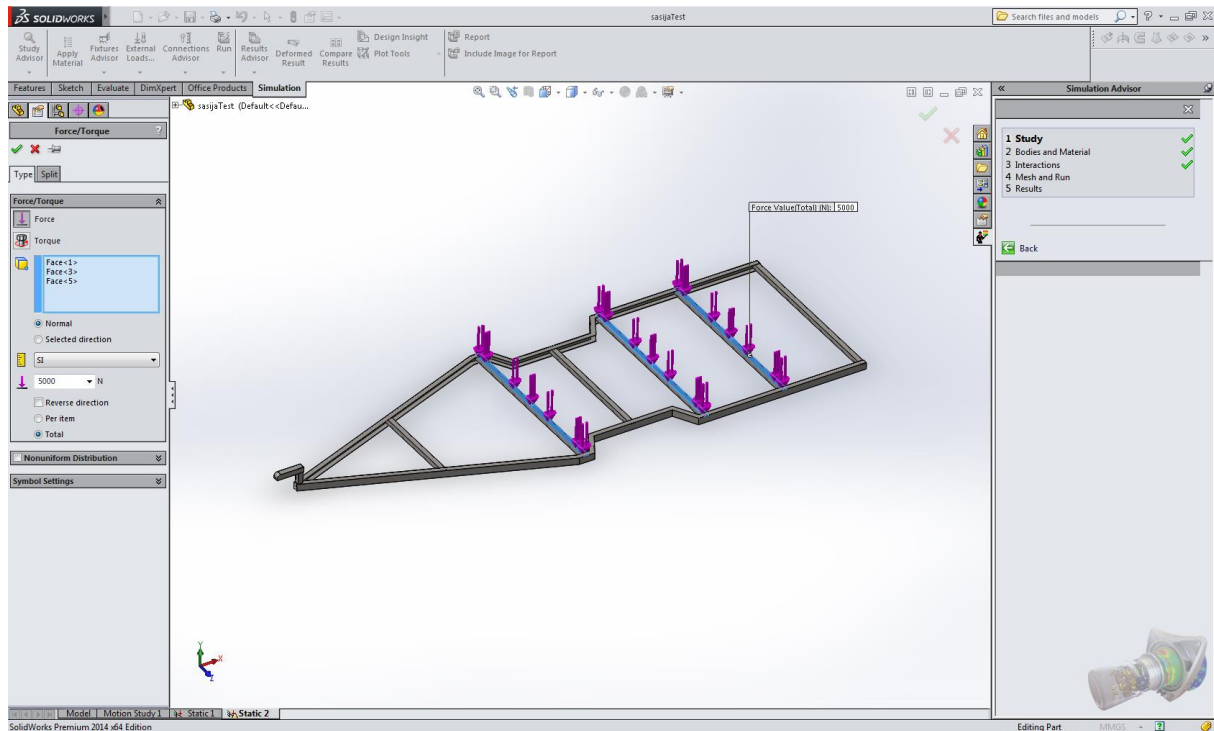 SOLIDWORKS
sasijaTest
Search files and models
Study Advisor
Apply Material
Fixtures Advisor
External Loads...
Connections Advisor
Run
Results Advisor
Deformed Result
Compare Results
Design Insight
Plot Tools
Report
Include Image for Report
Features Sketch Evaluate DimXpert Office Products Simulation
sasijaTest (Default<<Defau...
Force/Torque ?
Type Split
Force/Torque
Force
Torque
Face<1>
Face<3>
Face<5>
Normal
Selected direction
SI
5000 N
Reverse direction
Per item
Total
Nonuniform Distribution
Symbol Settings
Force Value(Total) (N): 5000
Y
X
Z
Simulation Advisor
1 Study
2 Bodies and Material
3 Interactions
4 Mesh and Run
5 Results
Back
Model Motion Study 1 Static 1 Static 2
SolidWorks Premium 2014 x64 Edition
Editing Part MMGS - ?